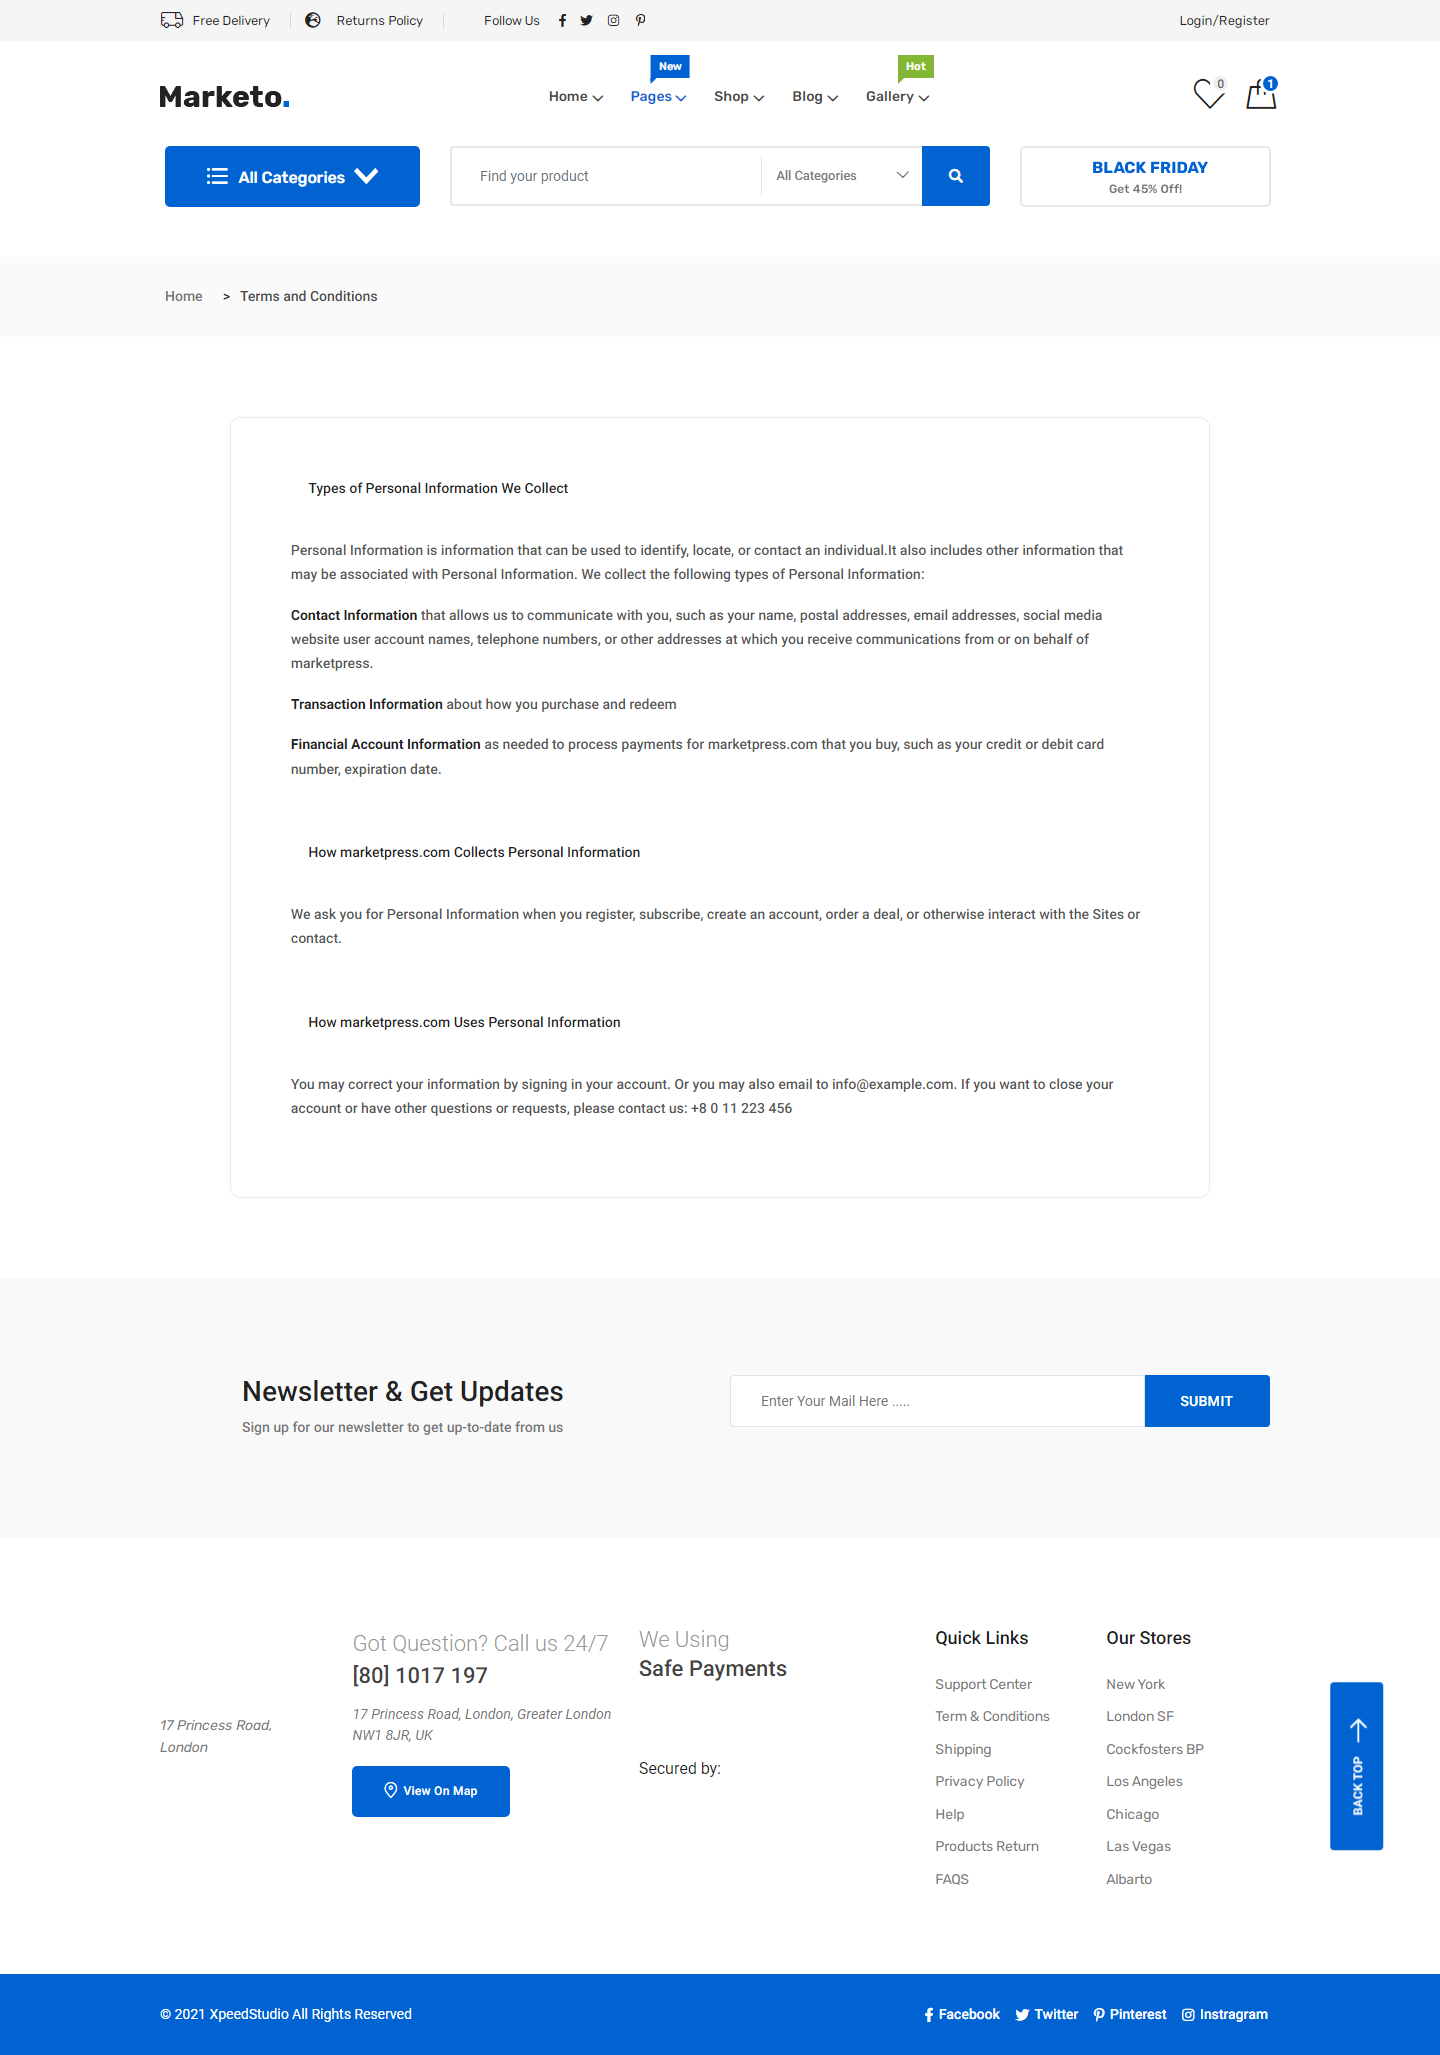 Free Delivery
Returns Policy
Follow Us
Login/Register
Marketo.
New
Hot
Home
Pages
Shop
Blog
Gallery
0
1
All Categories
Find your product
All Categories
BLACK FRIDAY
Get 45% Off!
Home > Terms and Conditions
Types of Personal Information We Collect
Personal Information is information that can be used to identify, locate, or contact an individual.It also includes other information that
may be associated with Personal Information. We collect the following types of Personal Information:
Contact Information that allows us to communicate with you, such as your name, postal addresses, email addresses, social media
website user account names, telephone numbers, or other addresses at which you receive communications from or on behalf of
marketpress.
Transaction Information about how you purchase and redeem
Financial Account Information as needed to process payments for marketpress.com that you buy, such as your credit or debit card
number, expiration date.
How marketpress.com Collects Personal Information
We ask you for Personal Information when you register, subscribe, create an account, order a deal, or otherwise interact with the Sites or
contact.
How marketpress.com Uses Personal Information
You may correct your information by signing in your account. Or you may also email to info@example.com. If you want to close your
account or have other questions or requests, please contact us: +8 0 11 223 456
Newsletter & Get Updates
Sign up for our newsletter to get up-to-date from us
Enter Your Mail Here .....
SUBMIT
17 Princess Road,
London
Got Question? Call us 24/7
[80] 1017 197
17 Princess Road, London, Greater London
NW1 8JR, UK
View On Map
We Using
Safe Payments
Secured by:
Quick Links
Support Center
Term & Conditions
Shipping
Privacy Policy
Help
Products Return
FAQS
Our Stores
New York
London SF
Cockfosters BP
Los Angeles
Chicago
Las Vegas
Albarto
BACK TOP
© 2021 XpeedStudio All Rights Reserved
Facebook
Twitter
Pinterest
Instragram